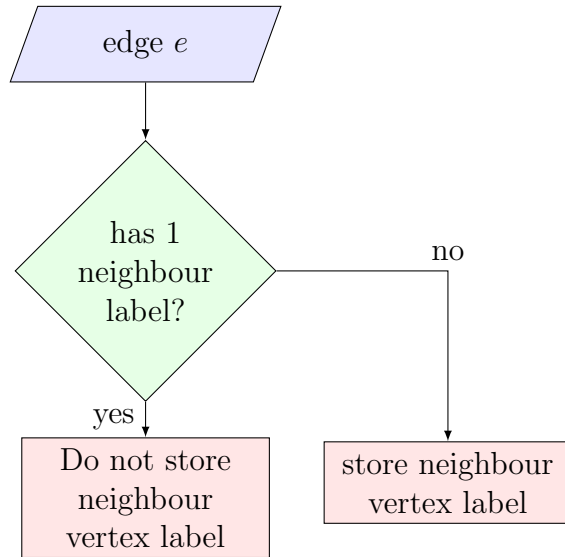 edge e
has 1
neighbour
label?
no
yes
Do not store
neighbour
vertex label
store neighbour
vertex label